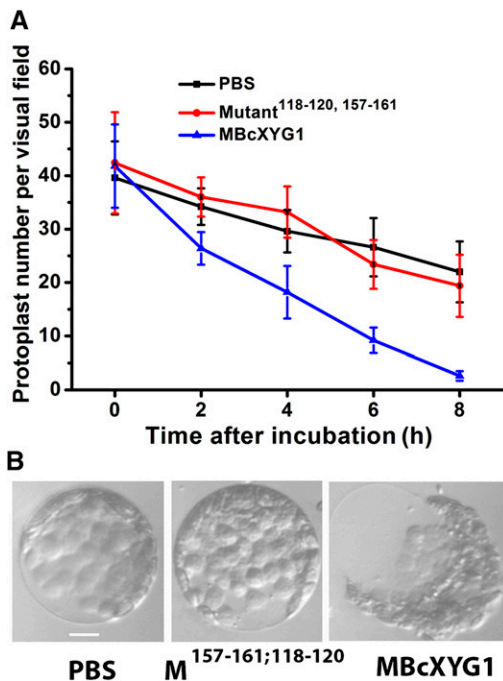 A
Protoplast number per visual field
60
50
40
30
20
10
0
PBS
Mutant118-120, 157-161
MBcXYG1
0 2 4 6 8
Time after incubation (h)
B
PBS M157-161;118-120 MBcXYG1